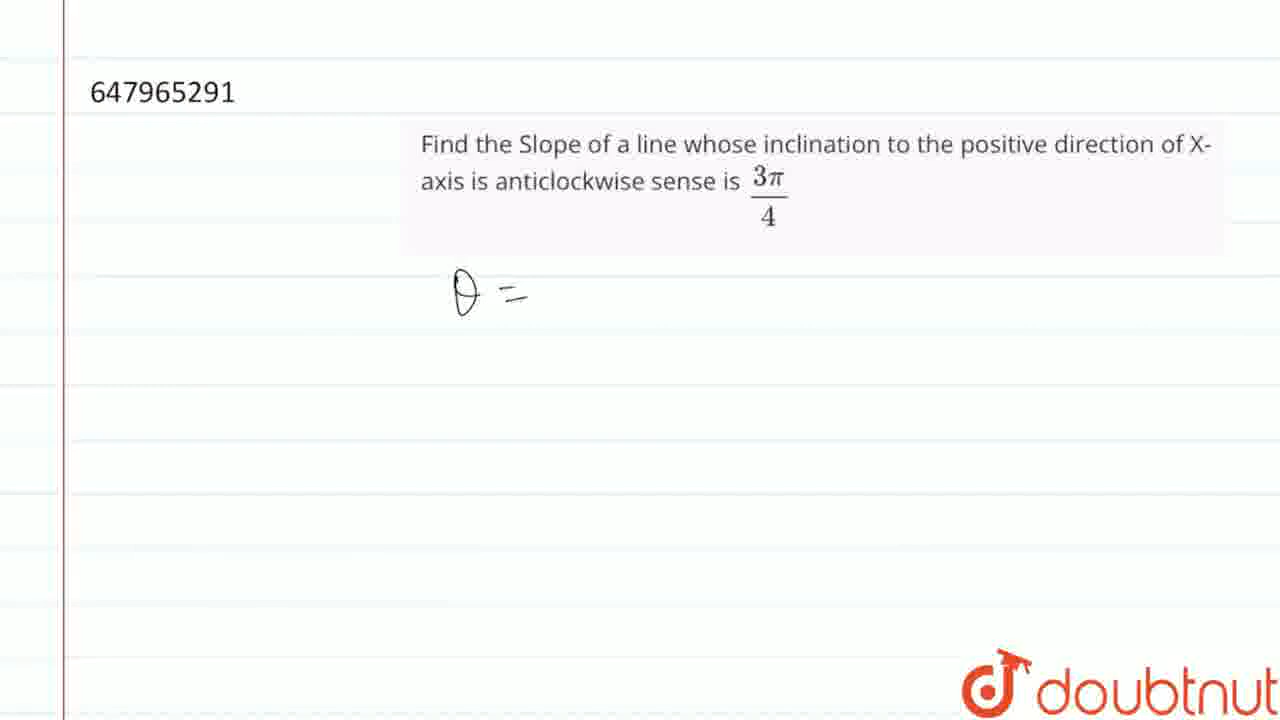 647965291
Find the Slope of a line whose inclination to the positive direction of X-
axis is anticlockwise sense is 3π/4
θ =
doubtnut